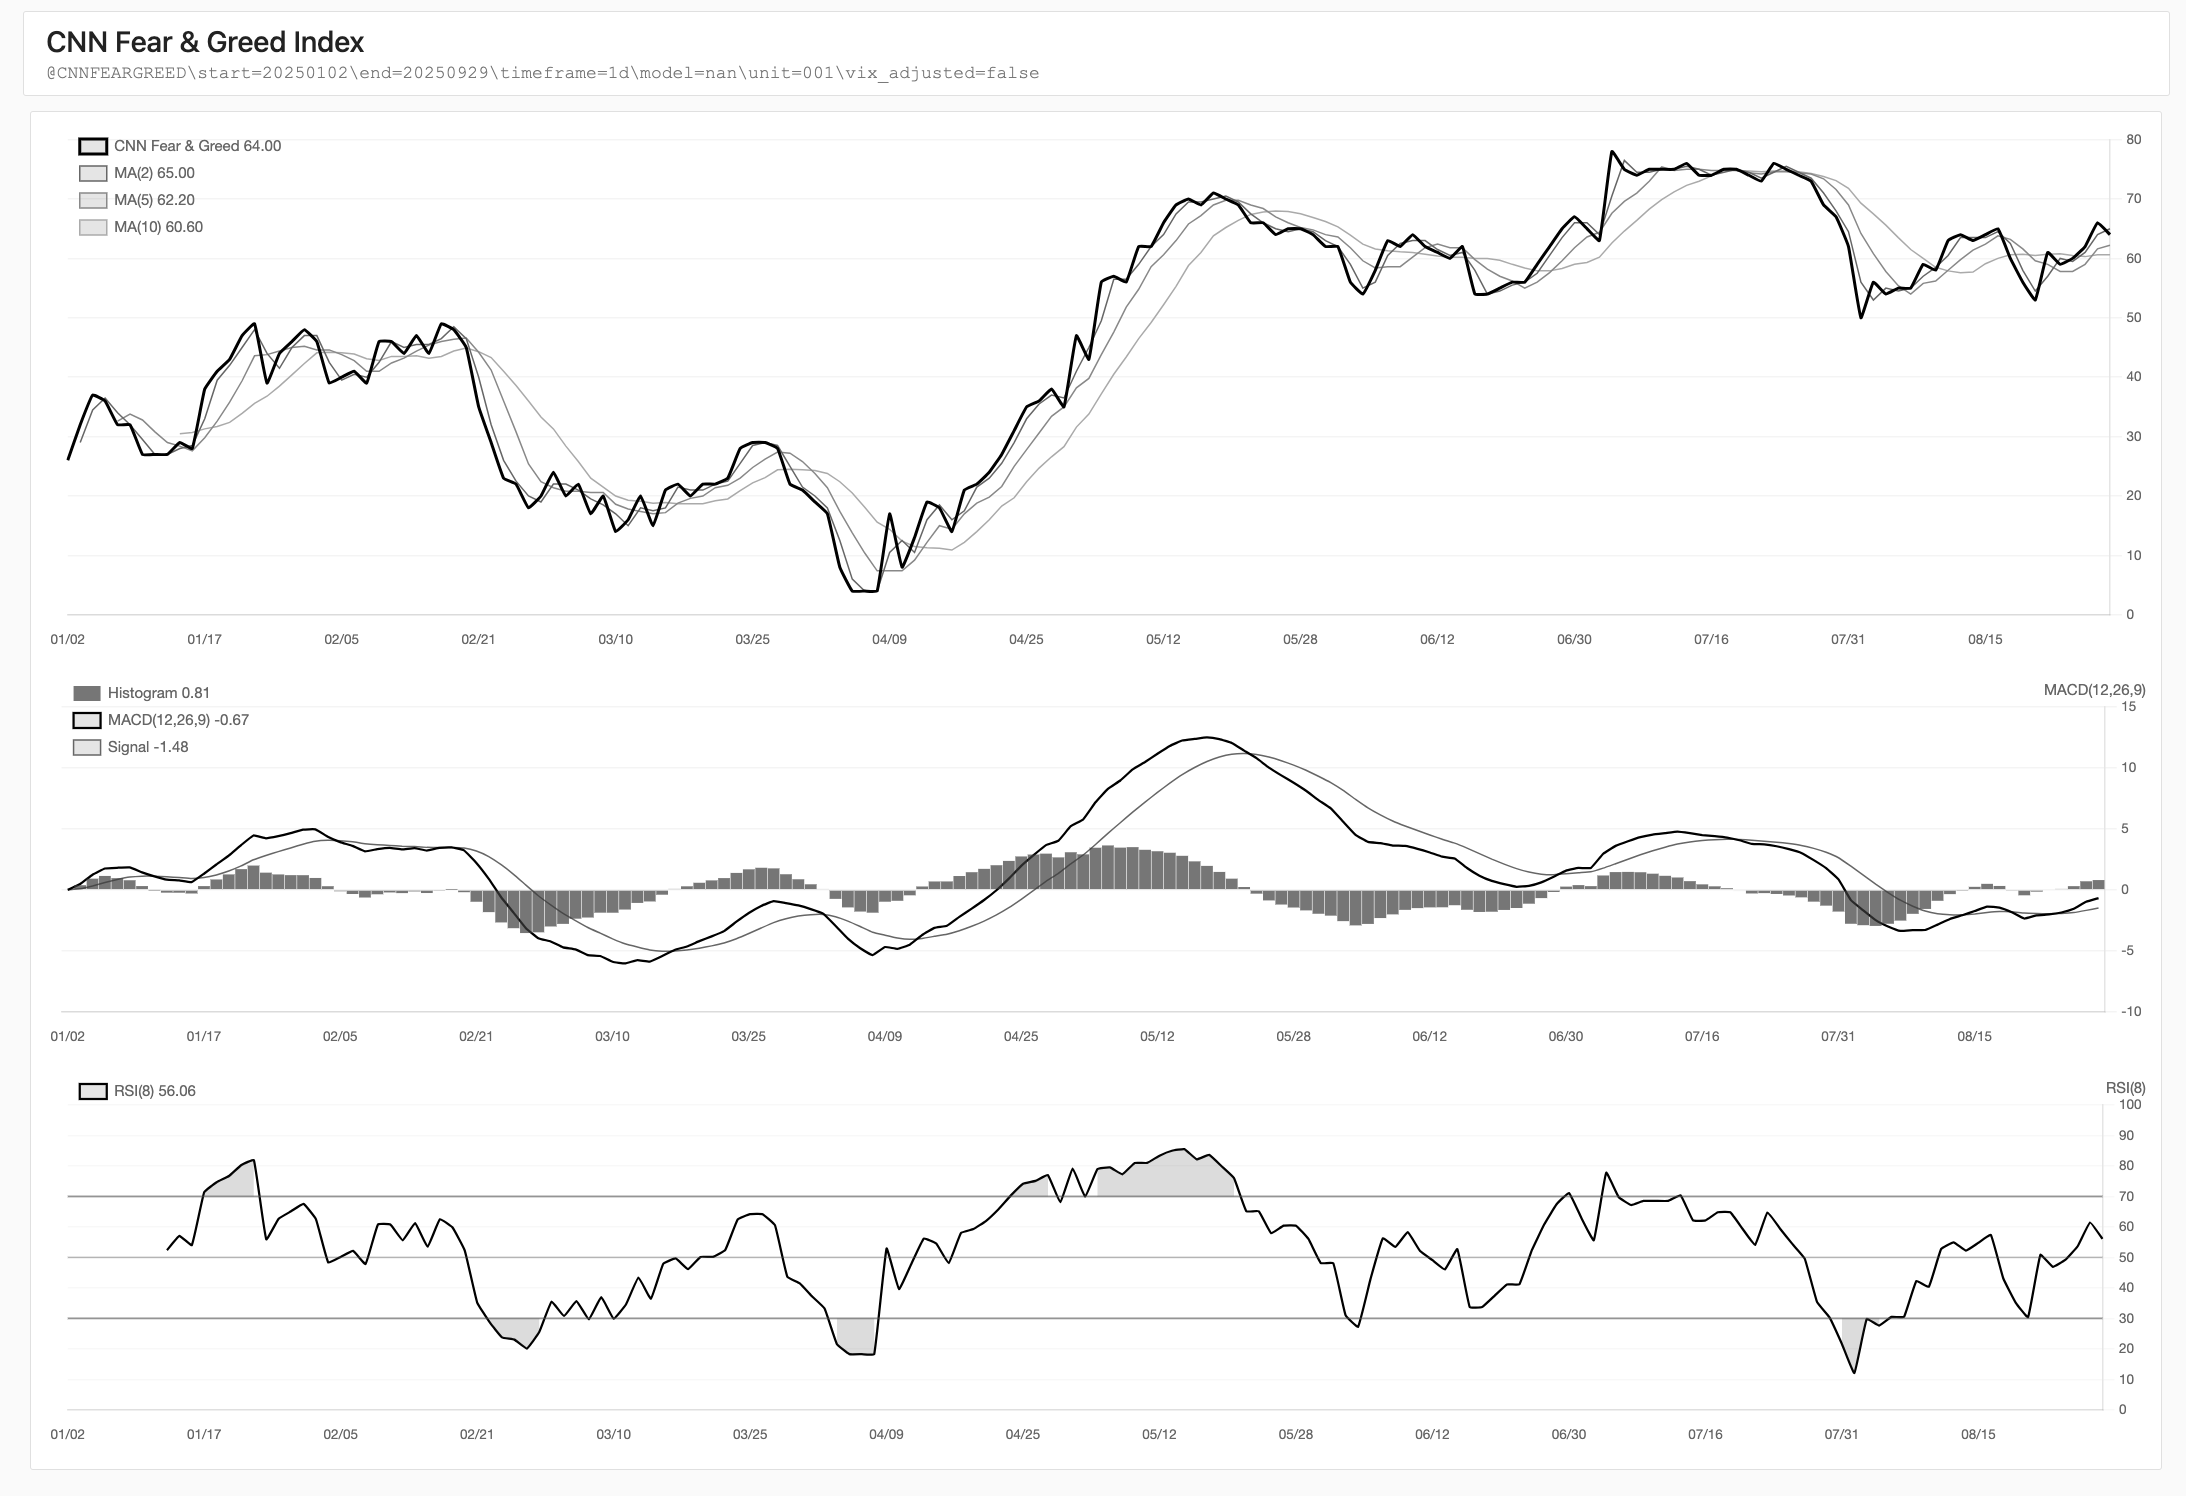 CNN Fear & Greed Index
@CNNFEARGREED\start=20250102\end=20250929\timeframe=1d\model=nan\unit=001\vix_adjusted=false
CNN Fear & Greed 64.00
MA(2) 65.00
MA(5) 62.20
MA(10) 60.60
80
70
60
50
40
30
20
10
0
01/02 01/17 02/05 02/21 03/10 03/25 04/09 04/25 05/12 05/28 06/12 06/30 07/16 07/31 08/15
Histogram 0.81
MACD(12,26,9) -0.67
Signal -1.48
MACD(12,26,9)
15
10
5
0
-5
-10
01/02 01/17 02/05 02/21 03/10 03/25 04/09 04/25 05/12 05/28 06/12 06/30 07/16 07/31 08/15
RSI(8) 56.06
RSI(8)
100
90
80
70
60
50
40
30
20
10
0
01/02 01/17 02/05 02/21 03/10 03/25 04/09 04/25 05/12 05/28 06/12 06/30 07/16 07/31 08/15